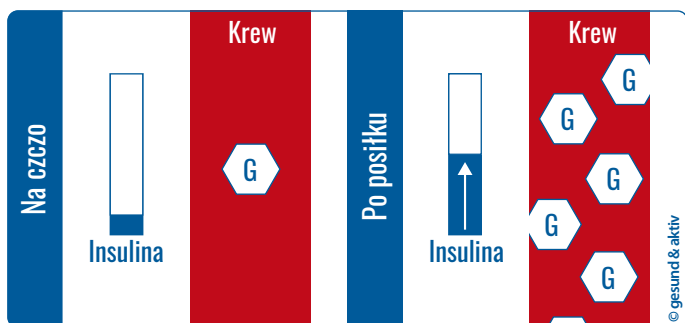 Na czczo
Insulina
Krew
G
Po posiłku
Insulina
Krew
G
G
G
G
G
© gesund & aktiv